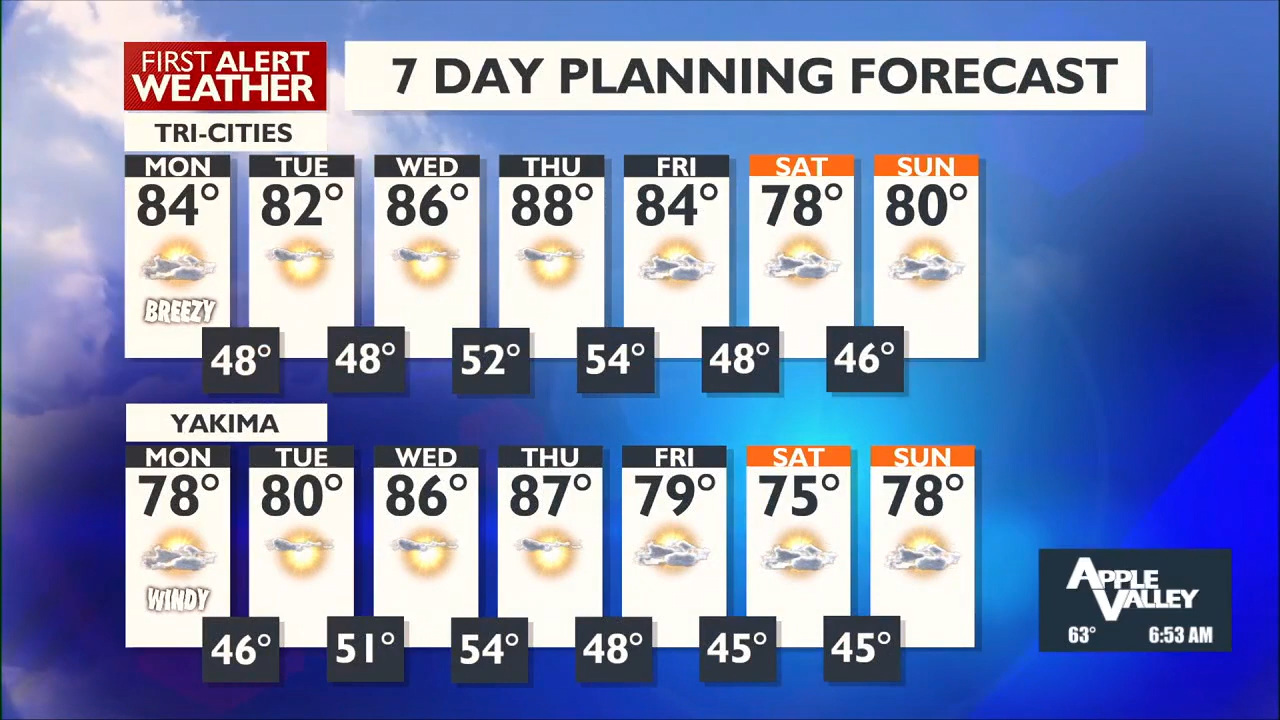 FIRST ALERT
WEATHER
7 DAY PLANNING FORECAST
TRI-CITIES
MON TUE WED THU FRI SAT SUN
84° 82° 86° 88° 84° 78° 80°
BREEZY
48° 48° 52° 54° 48° 46°
YAKIMA
MON TUE WED THU FRI SAT SUN
78° 80° 86° 87° 79° 75° 78°
WINDY
46° 51° 54° 48° 45° 45°
APPLE
VALLEY
63° 6:53 AM